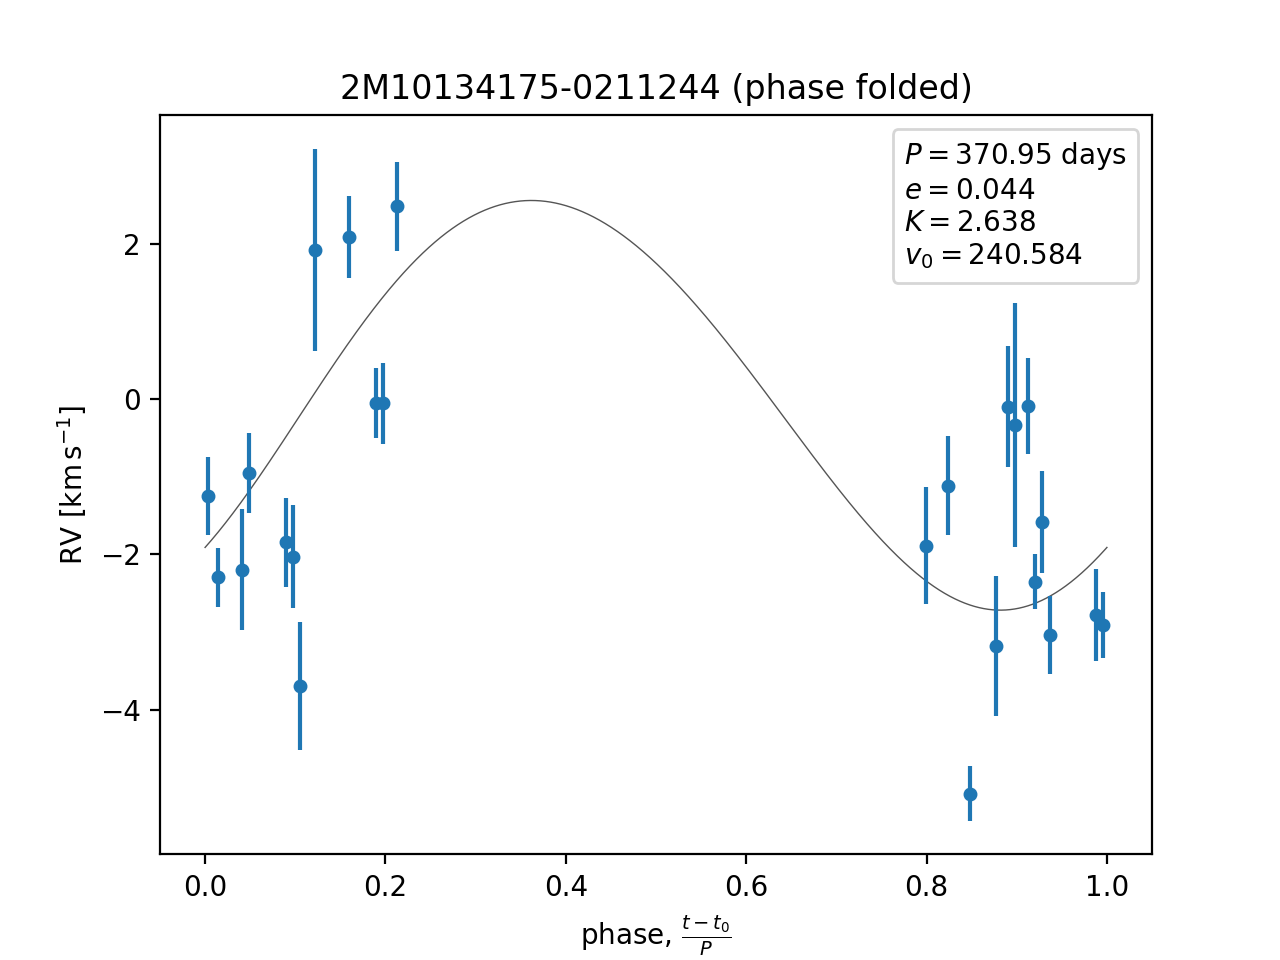 2M10134175-0211244 (phase folded)
P = 370.95 days
e = 0.044
K = 2.638
v₀ = 240.584
RV [km s⁻¹]
2
0
−2
−4
0.0 0.2 0.4 0.6 0.8 1.0
phase, (t − t₀)/P